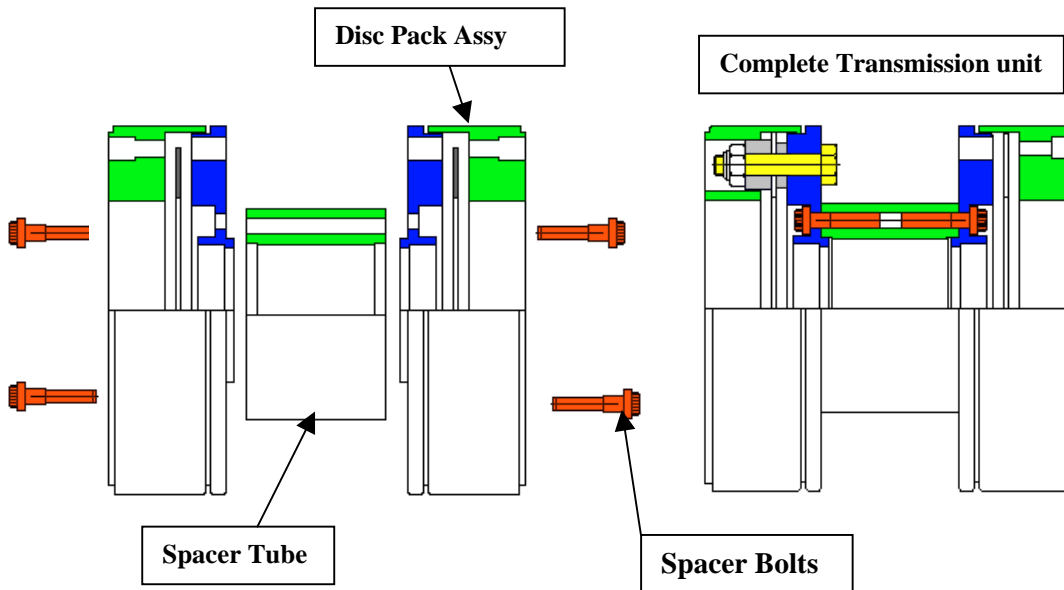 Disc Pack Assy
Complete Transmission unit
Spacer Tube
Spacer Bolts